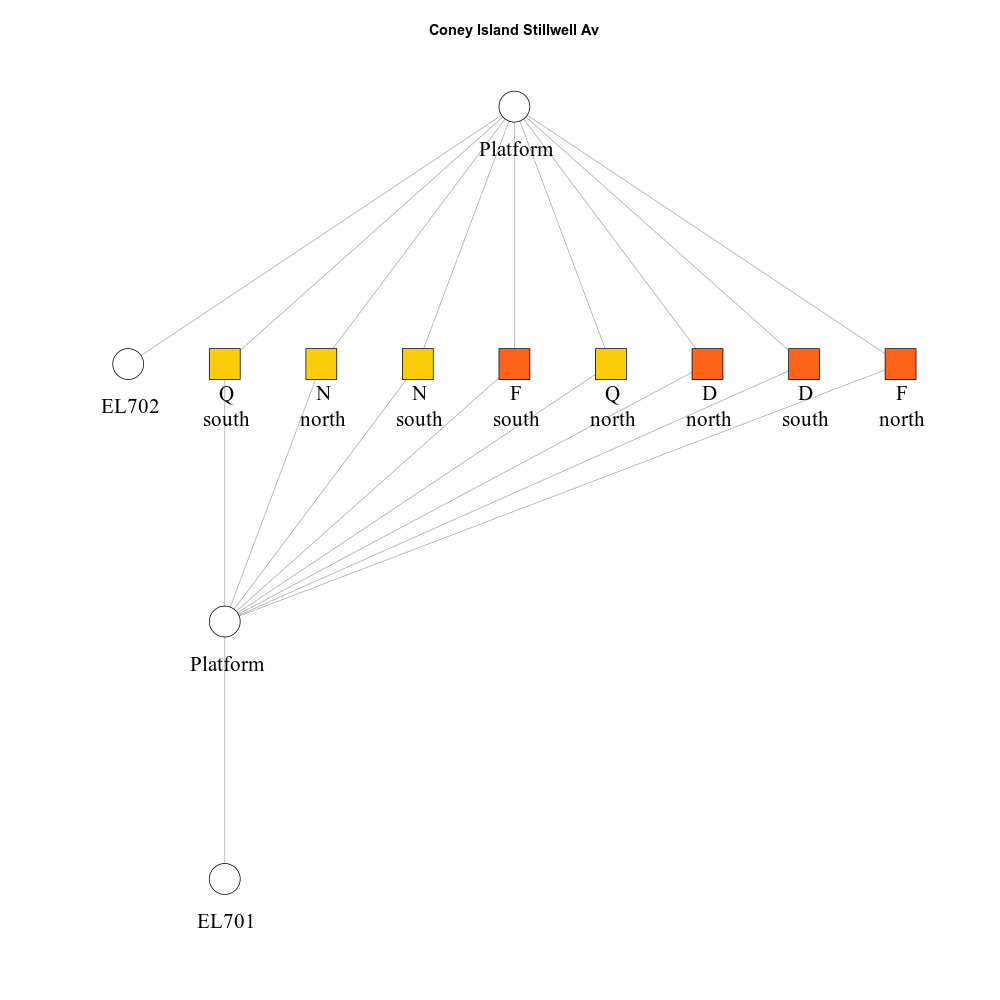 Coney Island Stillwell Av
Platform
EL702
Q
south
N
north
N
south
F
south
Q
north
D
north
D
south
F
north
Platform
EL701